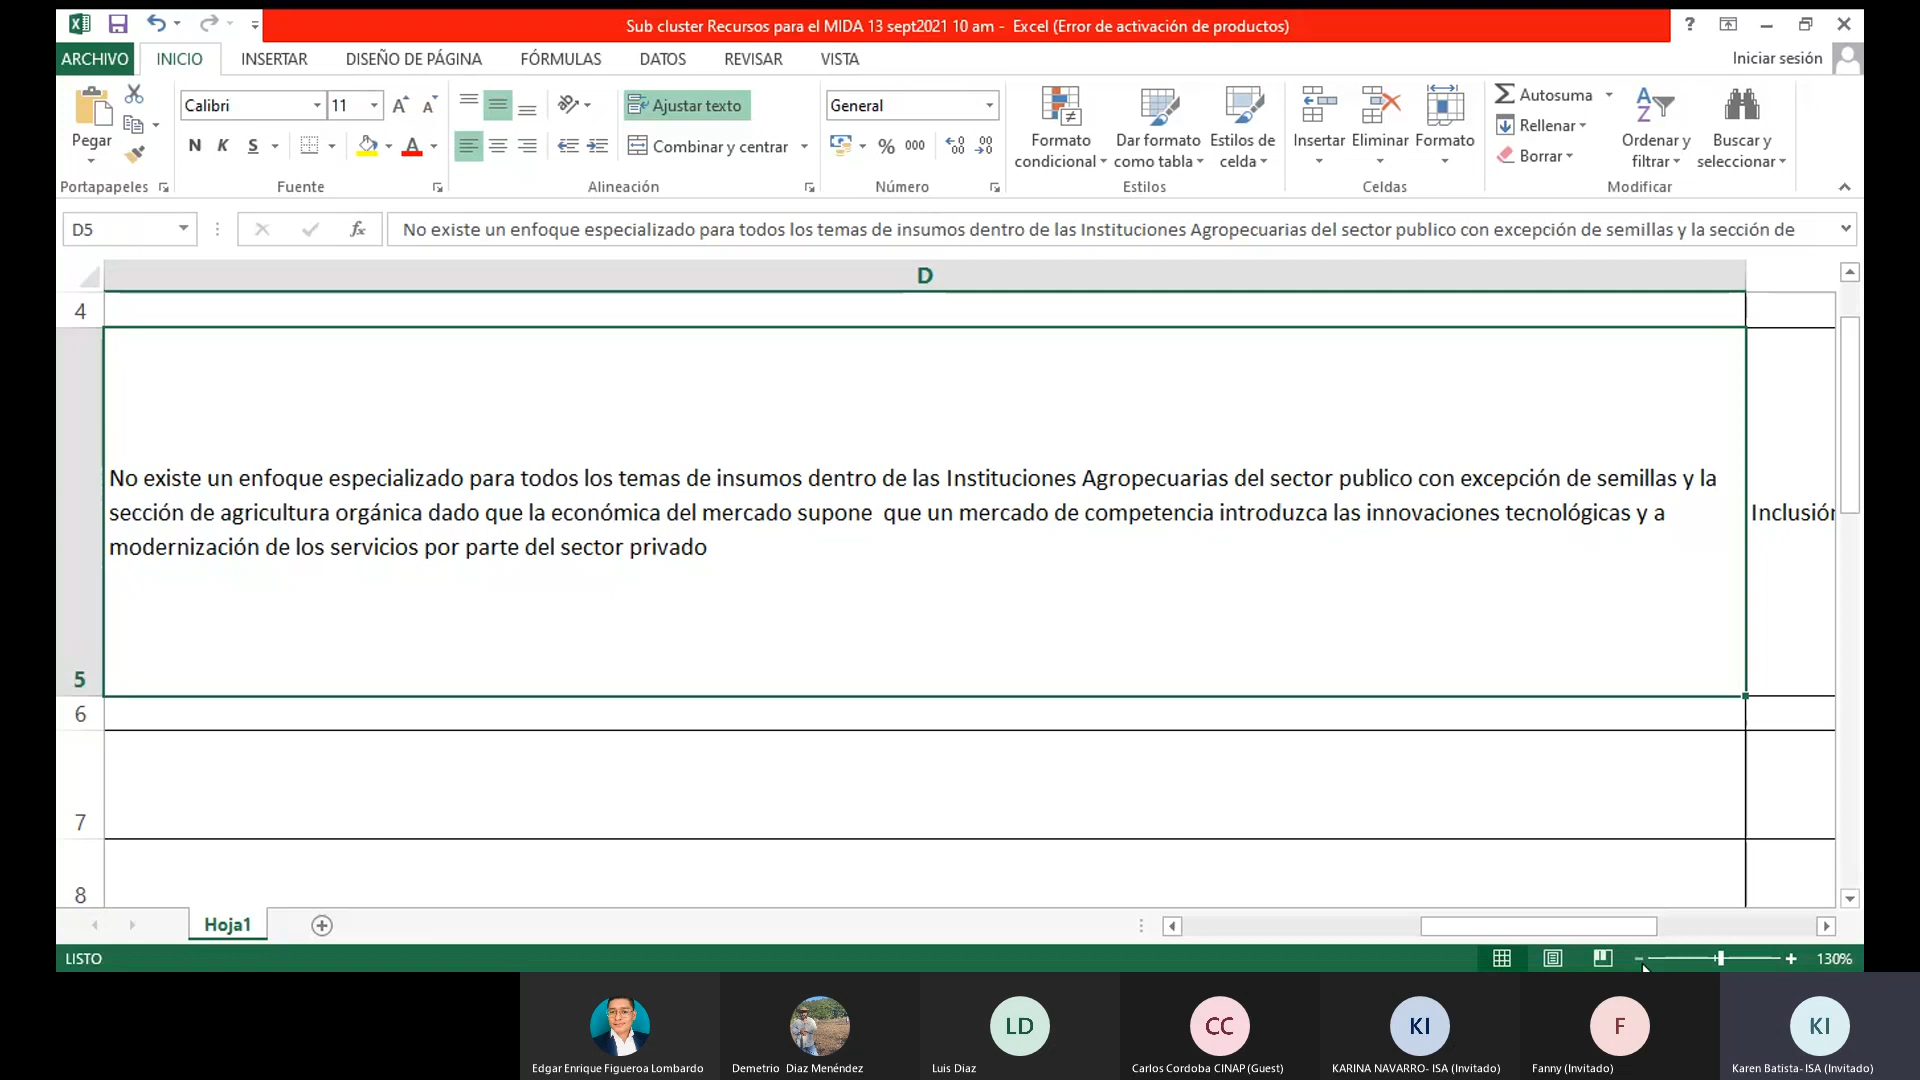 Sub cluster Recursos para el MIDA 13 sept2021 10 am - Excel (Error de activación de productos)
?
ARCHIVO INICIO INSERTAR DISEÑO DE PÁGINA FÓRMULAS DATOS REVISAR VISTA Iniciar sesión
Calibri 11 Ajustar texto General Autosuma
Pegar N K S Combinar y centrar % 000 Formato condicional Dar formato como tabla Estilos de celda Insertar Eliminar Formato Rellenar Borrar Ordenar y filtrar Buscar y seleccionar
Portapapeles Fuente Alineación Número Estilos Celdas Modificar
D5 fx No existe un enfoque especializado para todos los temas de insumos dentro de las Instituciones Agropecuarias del sector publico con excepción de semillas y la sección de
D
4
No existe un enfoque especializado para todos los temas de insumos dentro de las Instituciones Agropecuarias del sector publico con excepción de semillas y la
sección de agricultura orgánica dado que la económica del mercado supone que un mercado de competencia introduzca las innovaciones tecnológicas y a
modernización de los servicios por parte del sector privado
Inclusión
5
6
7
8
Hoja1
LISTO 130%
LD CC KI F KI
Edgar Enrique Figueroa Lombardo Demetrio Diaz Menéndez Luis Diaz Carlos Cordoba CINAP (Guest) KARINA NAVARRO- ISA (Invitado) Fanny (Invitado) Karen Batista- ISA (Invitado)